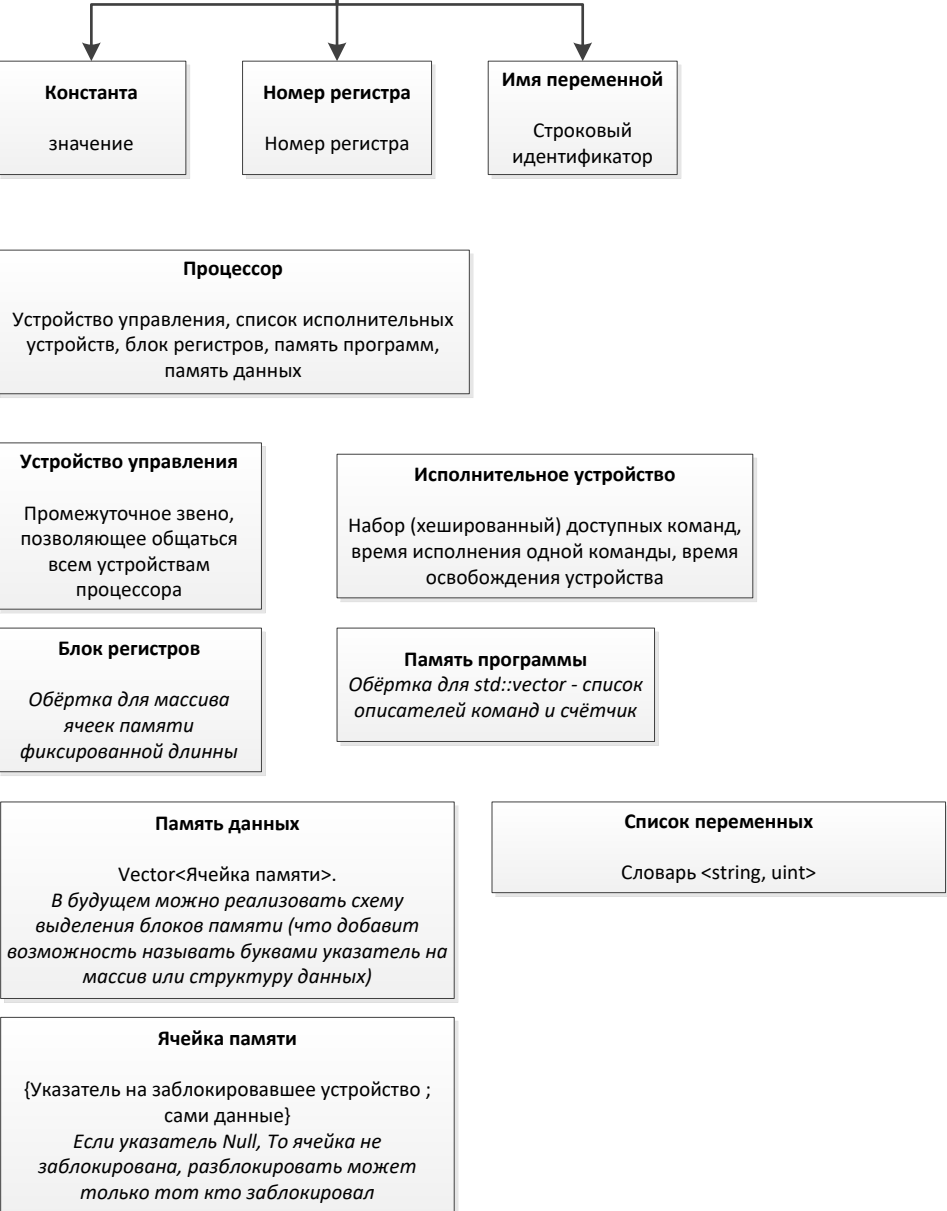 Константа
значение
Номер регистра
Номер регистра
Имя переменной
Строковый
идентификатор
Процессор
Устройство управления, список исполнительных
устройств, блок регистров, память программ,
память данных
Устройство управления
Промежуточное звено,
позволяющее общаться
всем устройствам
процессора
Исполнительное устройство
Набор (хешированный) доступных команд,
время исполнения одной команды, время
освобождения устройства
Блок регистров
Обёртка для массива
ячеек памяти
фиксированной длинны
Память программы
Обёртка для std::vector - список
описателей команд и счётчик
Память данных
Vector<Ячейка памяти>.
В будущем можно реализовать схему
выделения блоков памяти (что добавит
возможность называть буквами указатель на
массив или структуру данных)
Список переменных
Словарь <string, uint>
Ячейка памяти
{Указатель на заблокировавшее устройство ;
сами данные}
Если указатель Null, То ячейка не
заблокирована, разблокировать может
только тот кто заблокировал